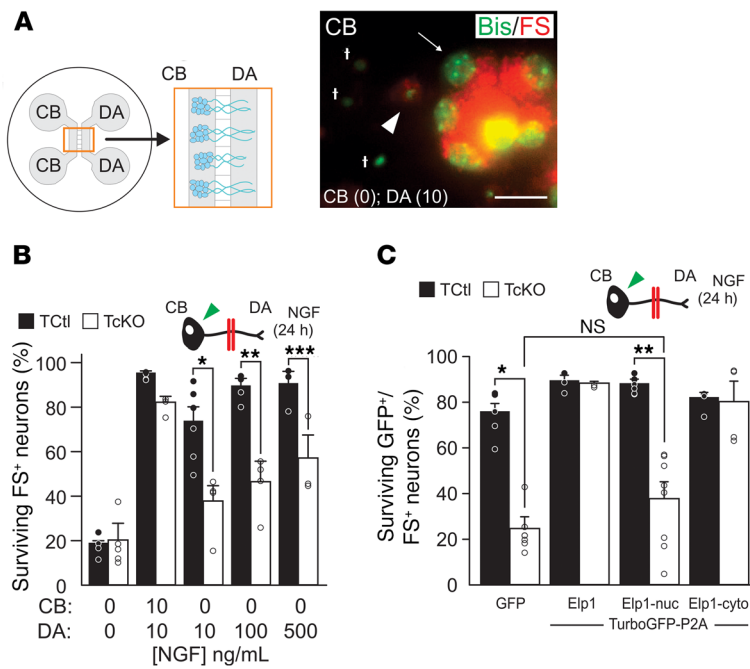 A
CB DA
CB DA
CB DA
CB
Bis/FS
ꝉ
ꝉ
ꝉ
CB (0); DA (10)
B
TCtl TcKO
CB DA NGF
(24 h)
* ** ***
Surviving FS+ neurons (%)
100
80
60
40
20
0
CB: 0 10 0 0 0
DA: 0 10 10 100 500
[NGF] ng/mL
C
TCtl TcKO
CB DA NGF
(24 h)
NS
* **
Surviving GFP+/
FS+ neurons (%)
100
80
60
40
20
0
GFP Elp1 Elp1-nuc Elp1-cyto
TurboGFP-P2A